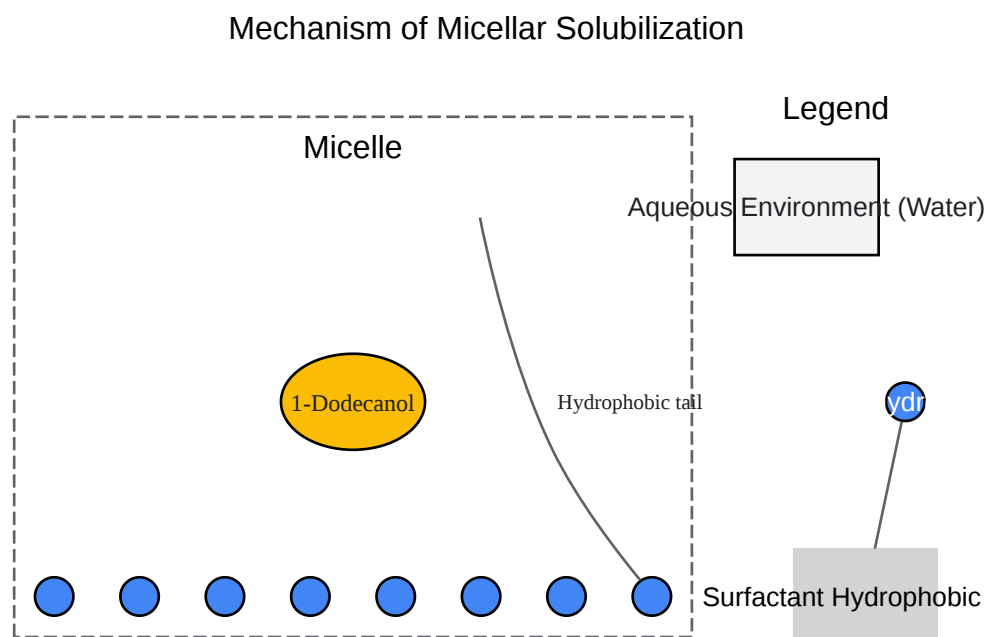 Mechanism of Micellar Solubilization
Legend
Micelle
Aqueous Environment (Water)
1-Dodecanol
Hydrophobic tail
ydr
Surfactant Hydrophobic